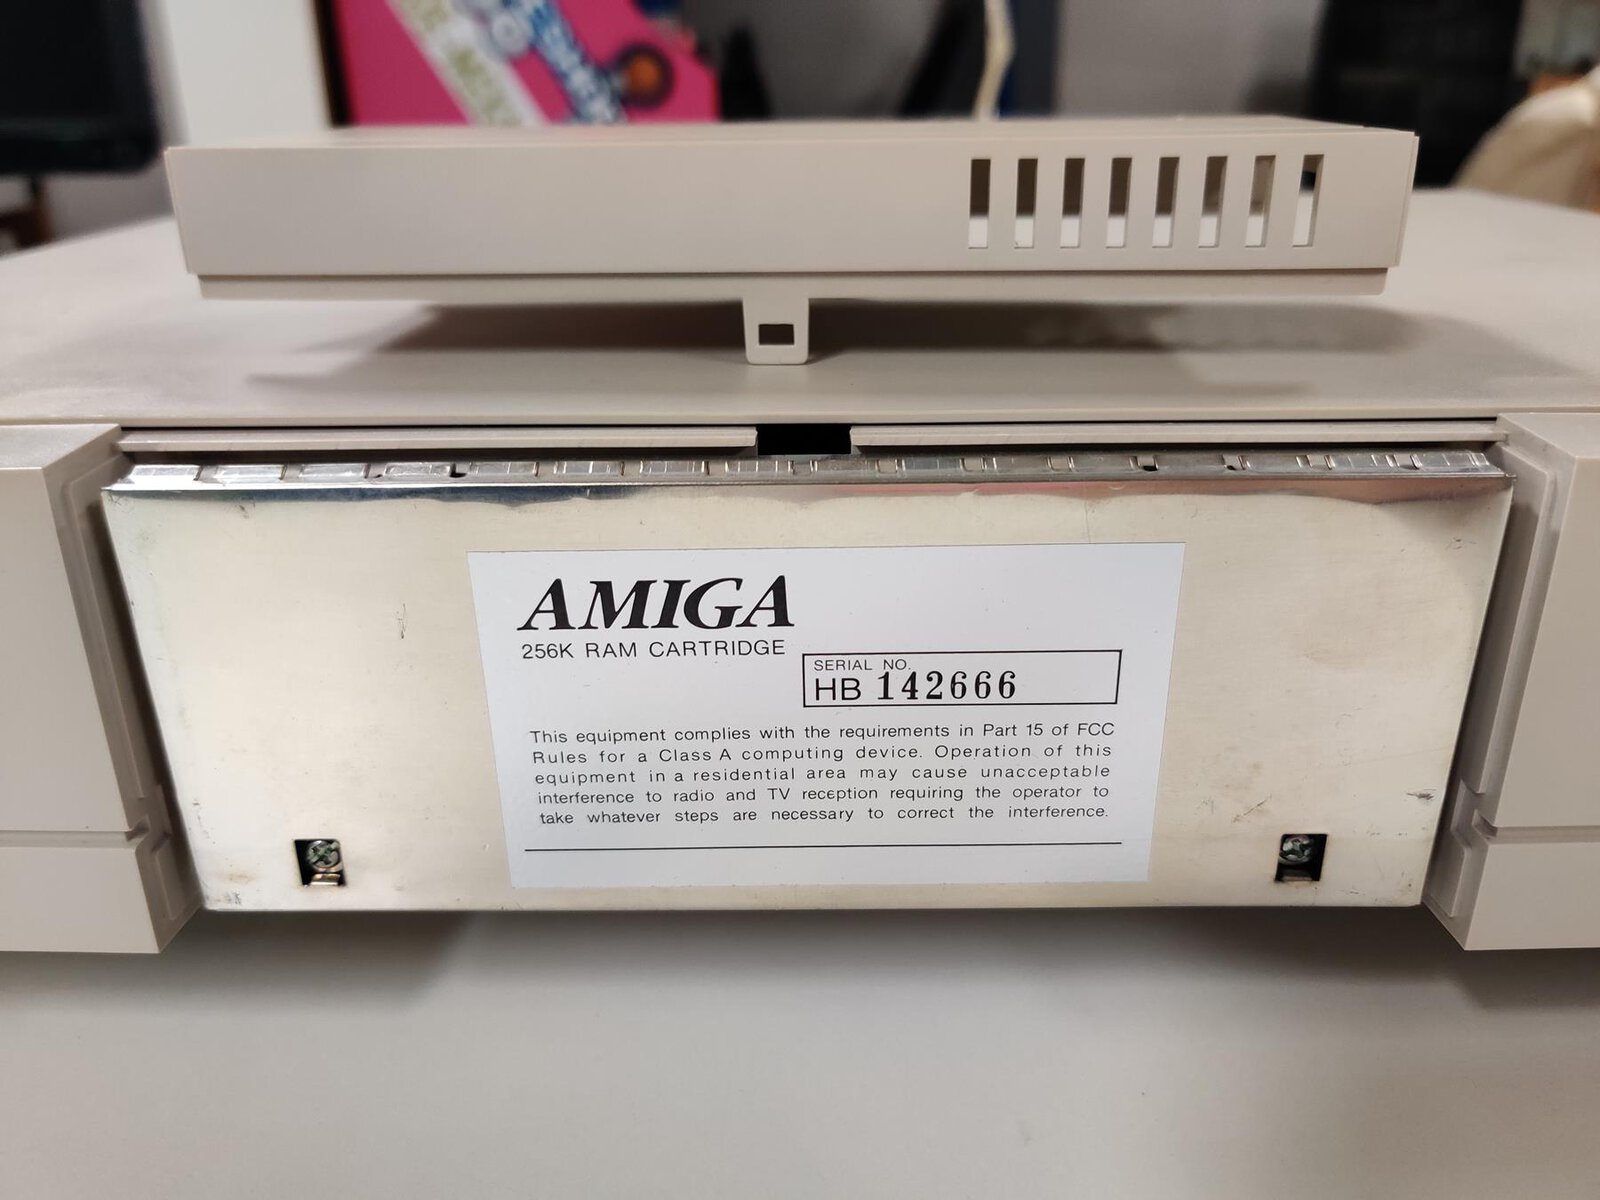 AMIGA
256K RAM CARTRIDGE
SERIAL NO.
HB 142666
This equipment complies with the requirements in Part 15 of FCC
Rules for a Class A computing device. Operation of this
equipment in a residential area may cause unacceptable
interference to radio and TV reception requiring the operator to
take whatever steps are necessary to correct the interference.